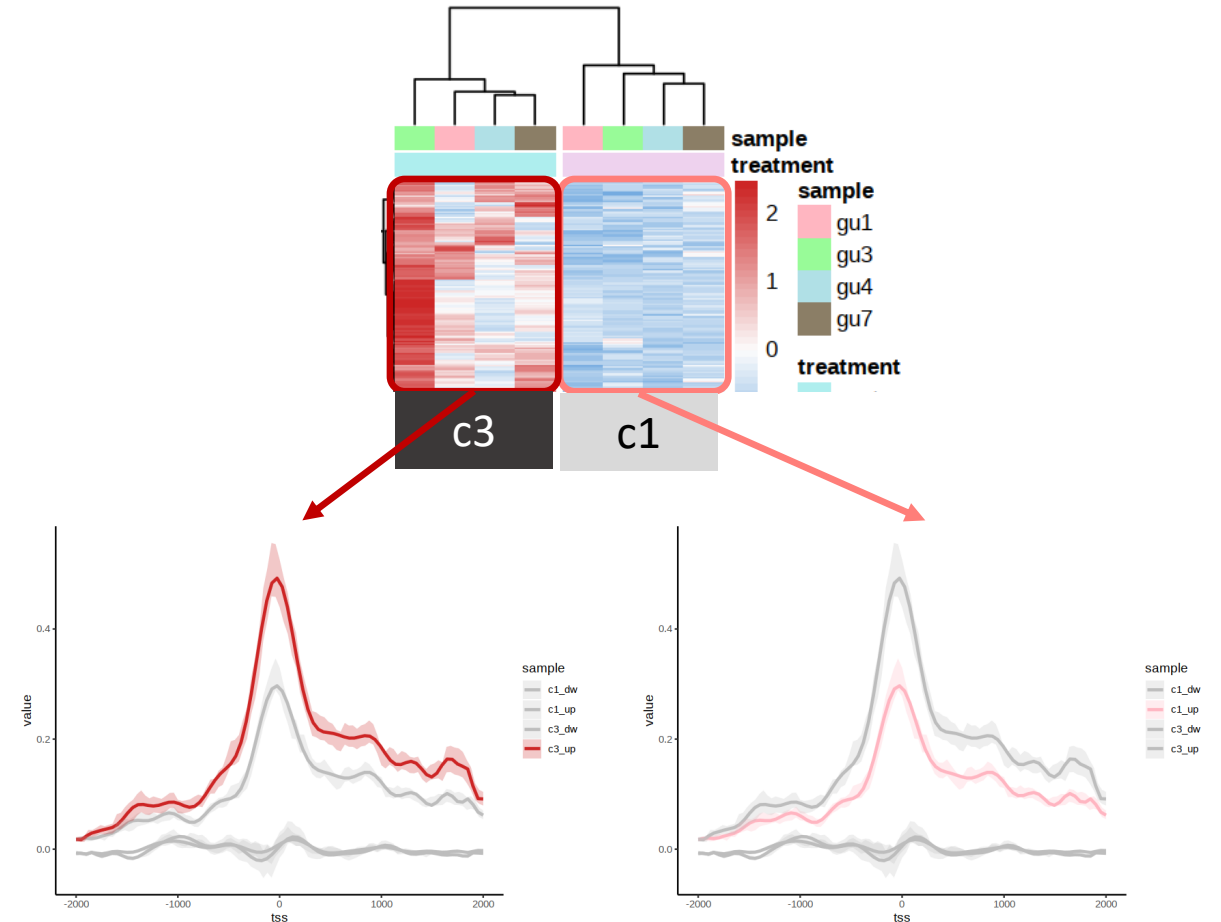 sample
treatment
2
1
0
sample
gu1
gu3
gu4
gu7
treatment
c3
c1
value
0.4
0.2
0.0
-2000 -1000 0 1000 2000
tss
sample
c1_dw
c1_up
c3_dw
c3_up
value
0.4
0.2
0.0
-2000 -1000 0 1000 2000
tss
sample
c1_dw
c1_up
c3_dw
c3_up